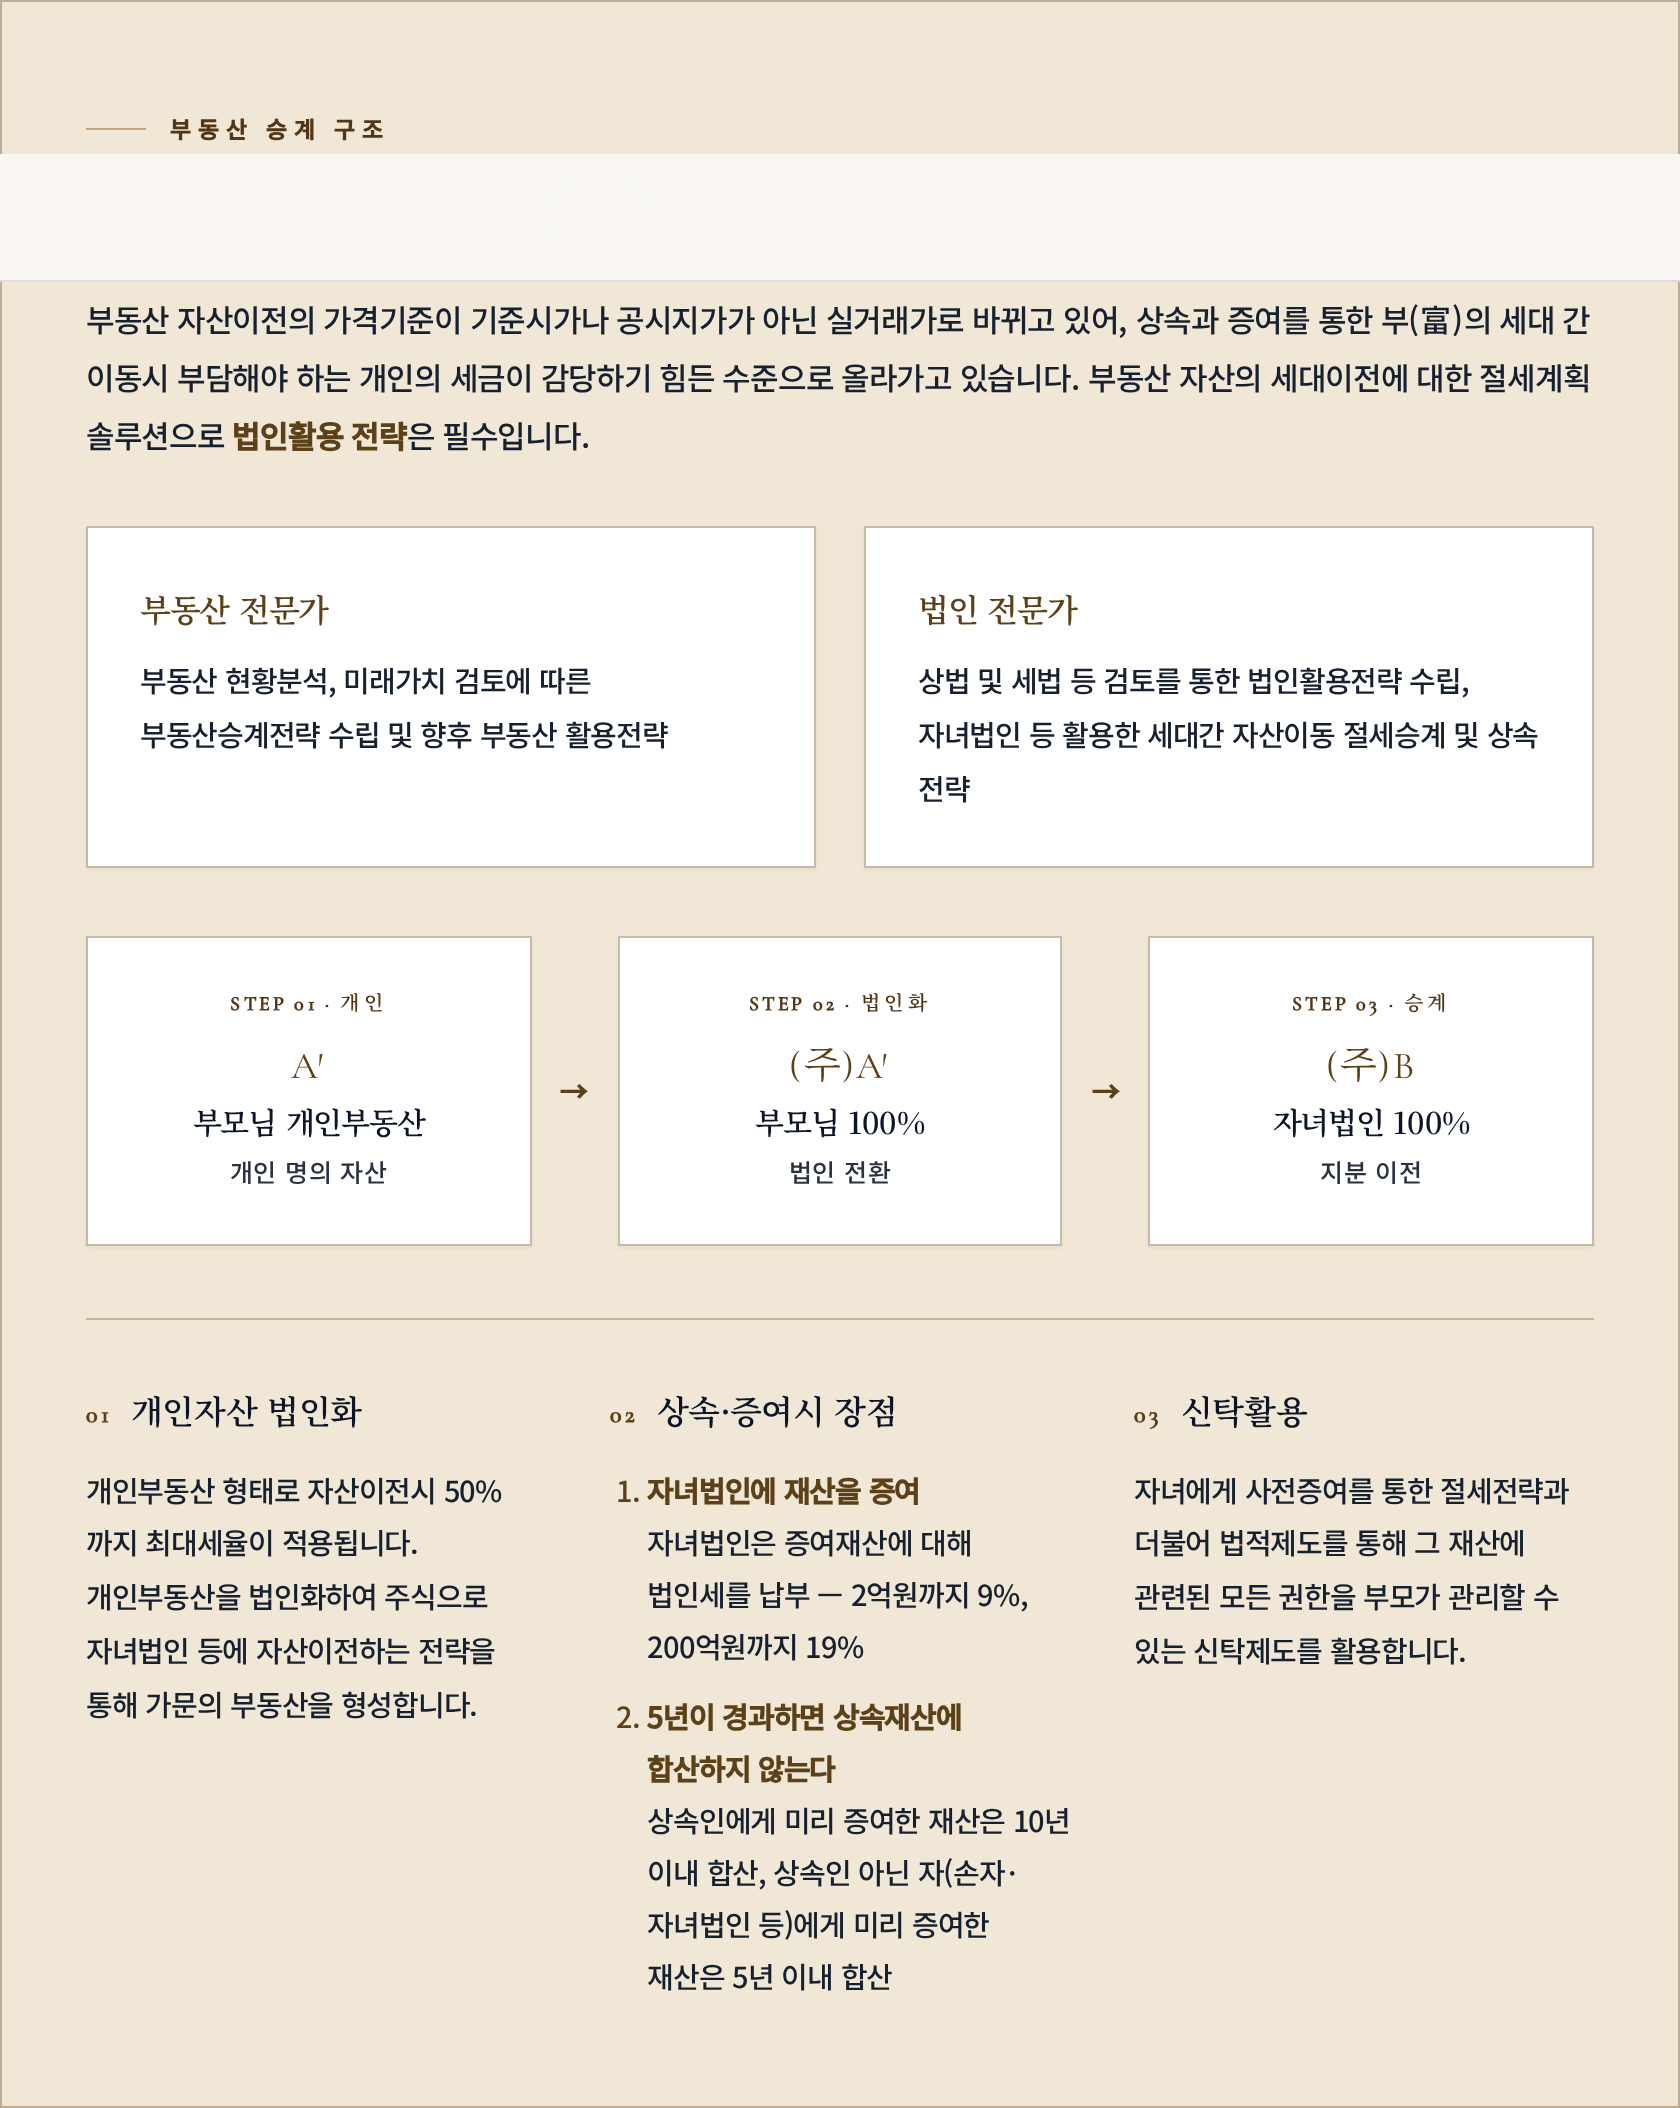 부동산 승계 구조
부동산 자산이전의 가격기준이 기준시가나 공시지가가 아닌 실거래가로 바뀌고 있어, 상속과 증여를 통한 부(富)의 세대 간
이동시 부담해야 하는 개인의 세금이 감당하기 힘든 수준으로 올라가고 있습니다. 부동산 자산의 세대이전에 대한 절세계획
솔루션으로 법인활용 전략은 필수입니다.
부동산 전문가
부동산 현황분석, 미래가치 검토에 따른
부동산승계전략 수립 및 향후 부동산 활용전략
법인 전문가
상법 및 세법 등 검토를 통한 법인활용전략 수립,
자녀법인 등 활용한 세대간 자산이동 절세승계 및 상속
전략
STEP 01 · 개인
A'
부모님 개인부동산
개인 명의 자산
→
STEP 02 · 법인화
(주)A'
부모님 100%
법인 전환
→
STEP 03 · 승계
(주)B
자녀법인 100%
지분 이전
01 개인자산 법인화
개인부동산 형태로 자산이전시 50%
까지 최대세율이 적용됩니다.
개인부동산을 법인화하여 주식으로
자녀법인 등에 자산이전하는 전략을
통해 가문의 부동산을 형성합니다.
02 상속·증여시 장점
1. 자녀법인에 재산을 증여
자녀법인은 증여재산에 대해
법인세를 납부 — 2억원까지 9%,
200억원까지 19%
2. 5년이 경과하면 상속재산에
합산하지 않는다
상속인에게 미리 증여한 재산은 10년
이내 합산, 상속인 아닌 자(손자·
자녀법인 등)에게 미리 증여한
재산은 5년 이내 합산
03 신탁활용
자녀에게 사전증여를 통한 절세전략과
더불어 법적제도를 통해 그 재산에
관련된 모든 권한을 부모가 관리할 수
있는 신탁제도를 활용합니다.